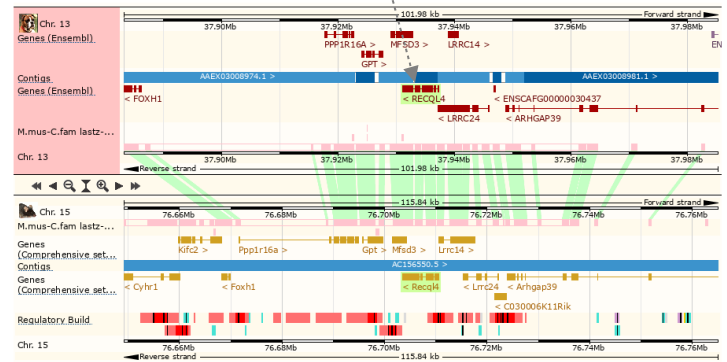 101.98 kb Forward strand
Chr. 13 37.90Mb 37.92Mb 37.94Mb 37.96Mb 37.98Mb
Genes (Ensembl)
PPP1R16A > MFSD3 > LRRC14 > EN
GPT >
Contigs AAEX03008974.1 > AAEX03008981.1 >
Genes (Ensembl)
< FOXH1 < RECQL4 < ENSCAFG00000030437
< LRRC24 < ARHGAP39
M.mus-C.fam lastz-...
Chr. 13 37.90Mb 37.92Mb 37.94Mb 37.96Mb 37.98Mb
Reverse strand 101.98 kb
115.84 kb Forward strand
Chr. 15 76.66Mb 76.68Mb 76.70Mb 76.72Mb 76.74Mb 76.76Mb
M.mus-C.fam lastz-...
Genes
(Comprehensive set... Kifc2 > Ppp1r16a > Gpt > Mfsd3 > Lrrc14 >
Contigs AC156550.5 >
Genes
(Comprehensive set... < Cyhr1 < Foxh1 < Recql4 < Lrrc24 < Arhgap39
< C030006K11Rik
Regulatory Build
Chr. 15 76.66Mb 76.68Mb 76.70Mb 76.72Mb 76.74Mb 76.76Mb
Reverse strand 115.84 kb